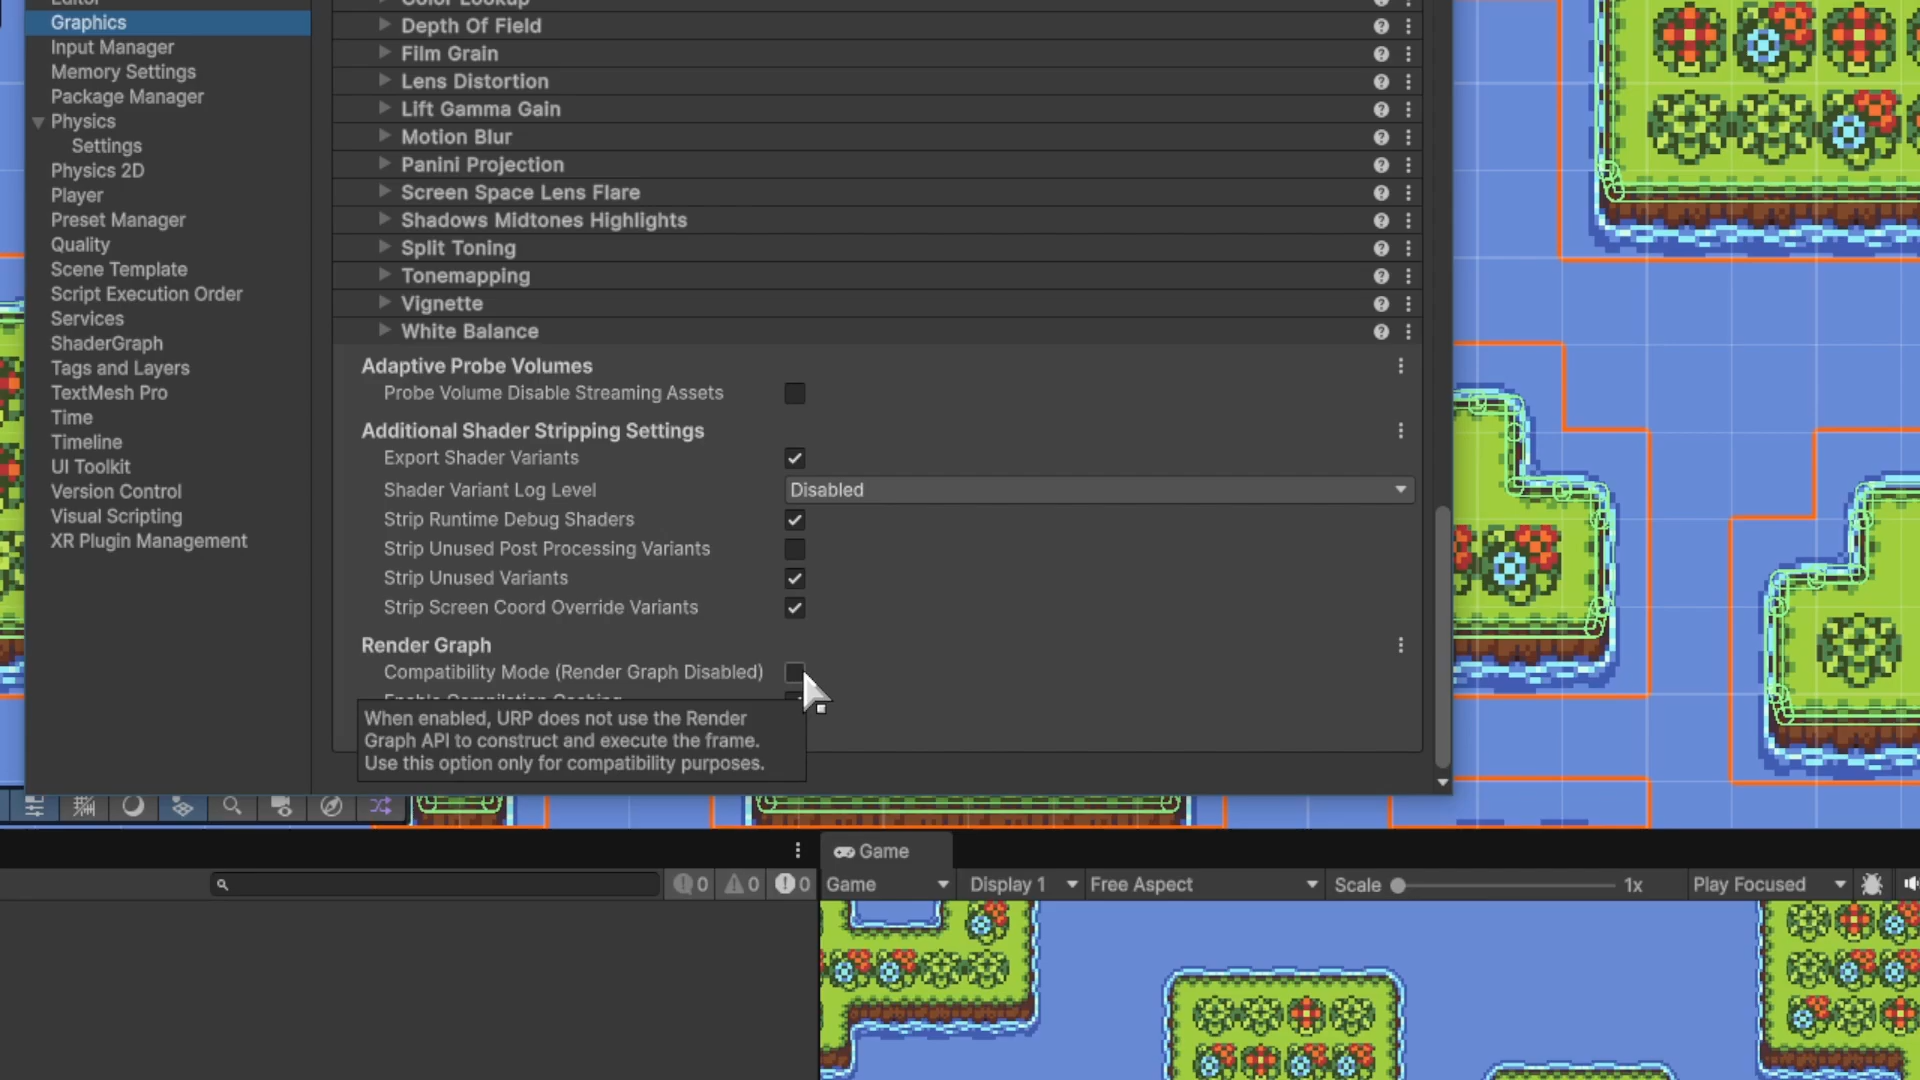 Editor
Graphics
Input Manager
Memory Settings
Package Manager
Physics
Settings
Physics 2D
Player
Preset Manager
Quality
Scene Template
Script Execution Order
Services
ShaderGraph
Tags and Layers
TextMesh Pro
Time
Timeline
UI Toolkit
Version Control
Visual Scripting
XR Plugin Management
Color Lookup
Depth Of Field
Film Grain
Lens Distortion
Lift Gamma Gain
Motion Blur
Panini Projection
Screen Space Lens Flare
Shadows Midtones Highlights
Split Toning
Tonemapping
Vignette
White Balance
Adaptive Probe Volumes
Probe Volume Disable Streaming Assets
Additional Shader Stripping Settings
Export Shader Variants
Shader Variant Log Level Disabled
Strip Runtime Debug Shaders
Strip Unused Post Processing Variants
Strip Unused Variants
Strip Screen Coord Override Variants
Render Graph
Compatibility Mode (Render Graph Disabled)
Enable Compilation Caching
When enabled, URP does not use the Render
Graph API to construct and execute the frame.
Use this option only for compatibility purposes.
Game
0 0 0 Game Display 1 Free Aspect Scale 1x Play Focused